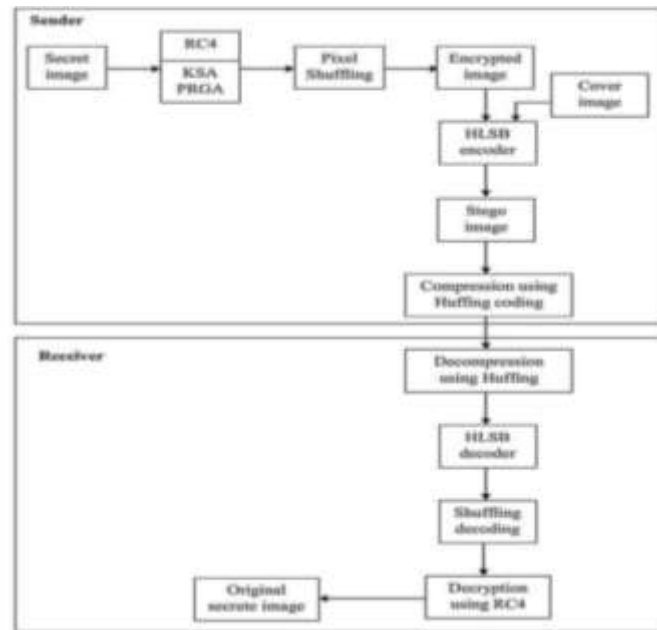 Sender
Secret
image
RC4
KSA
PRGA
Pixel
Shuffling
Encrypted
image
Cover
image
HLSB
encoder
Stego
image
Compression using
Huffing coding
Receiver
Decompression
using Huffing
HLSB
decoder
Shuffling
decoding
Decryption
using RC4
Original
secrete image